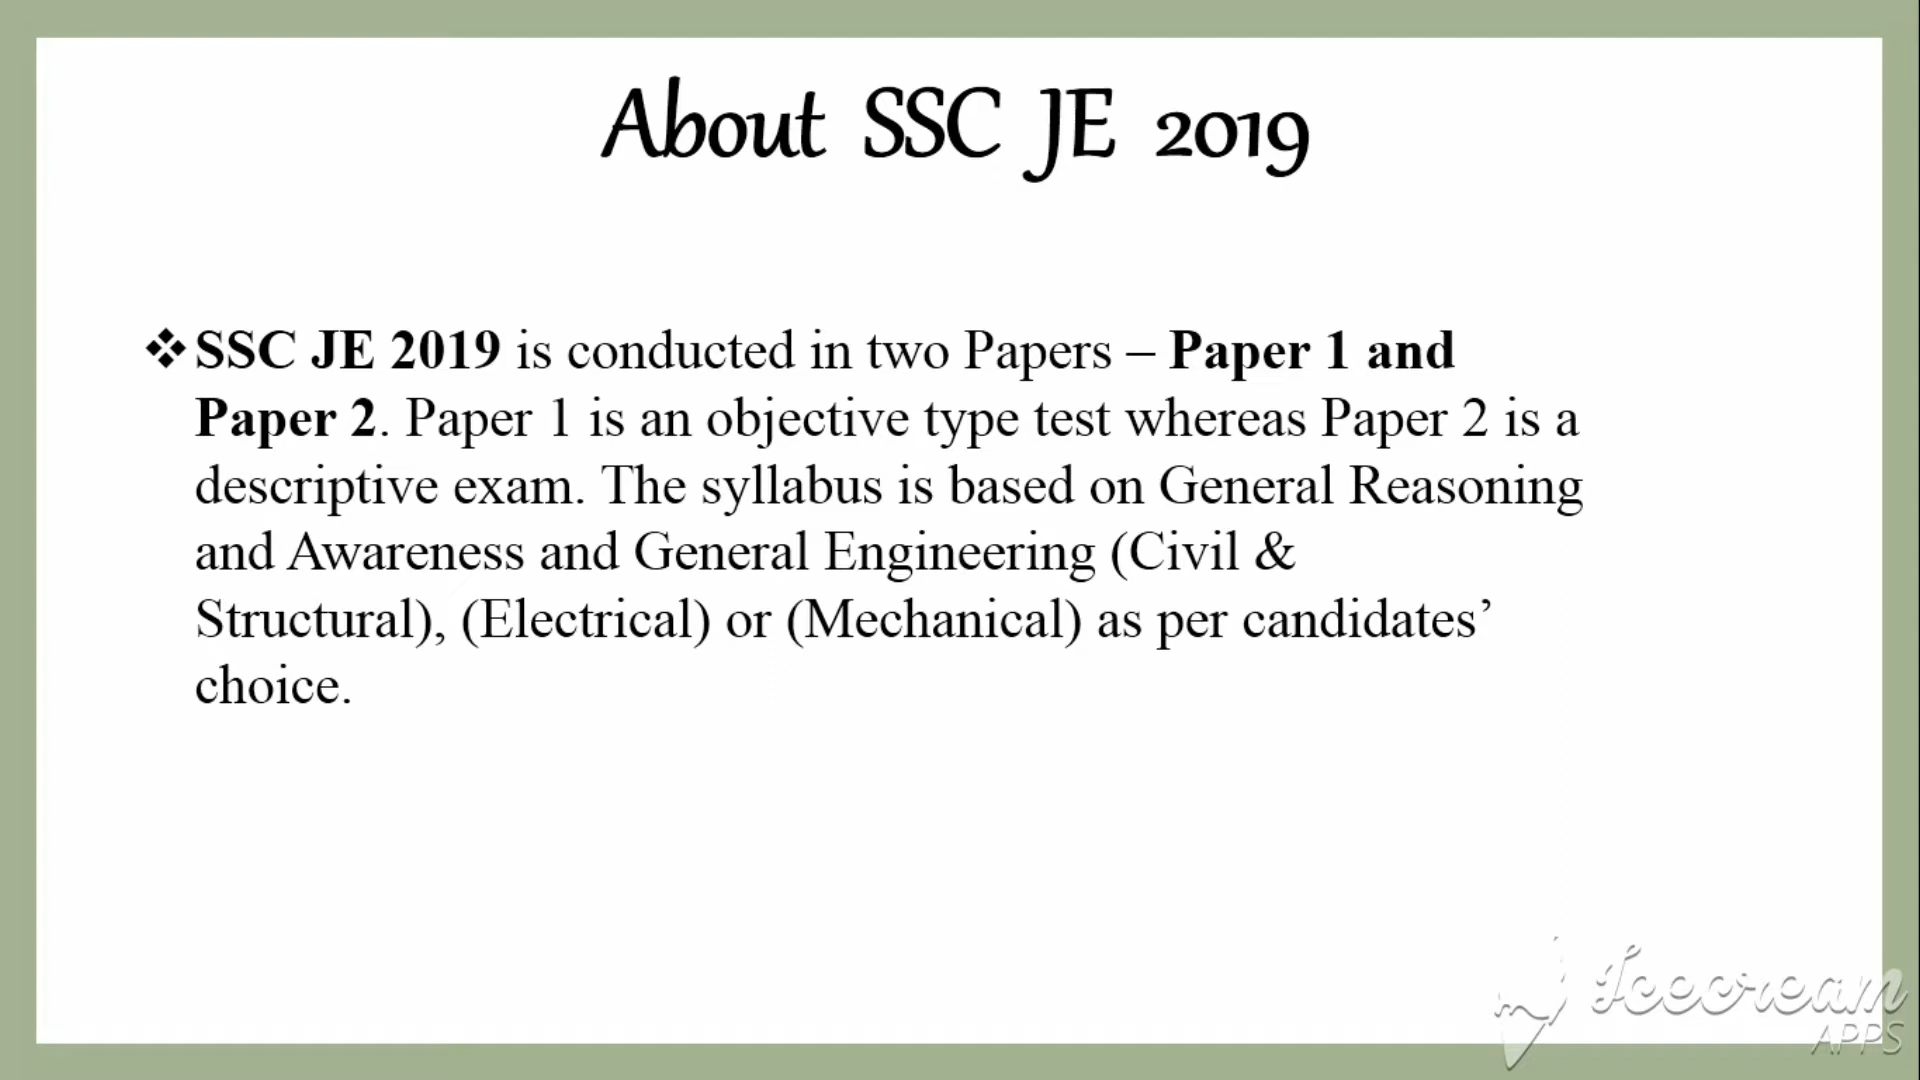 About SSC JE 2019
❖SSC JE 2019 is conducted in two Papers – Paper 1 and
Paper 2. Paper 1 is an objective type test whereas Paper 2 is a
descriptive exam. The syllabus is based on General Reasoning
and Awareness and General Engineering (Civil &
Structural), (Electrical) or (Mechanical) as per candidates’
choice.
Icecream
APPS